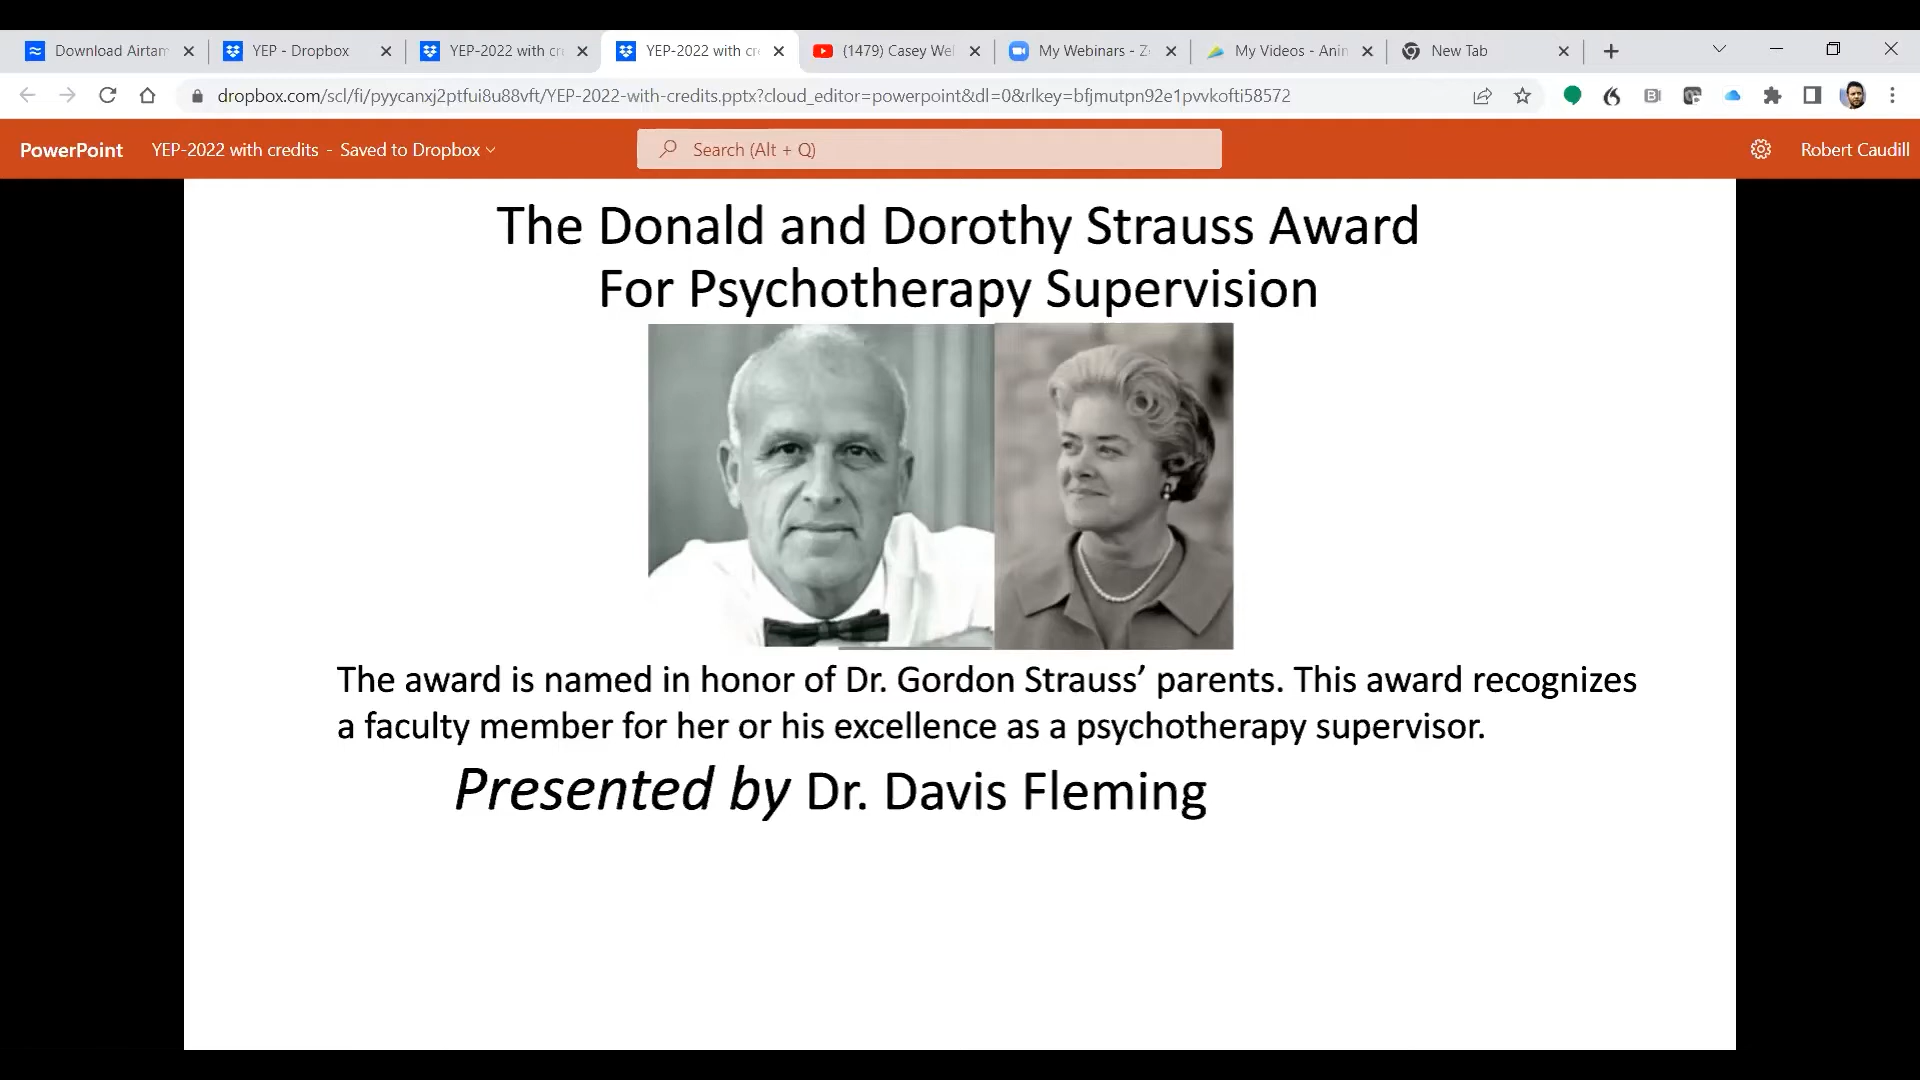 Download Airtam
YEP - Dropbox
YEP-2022 with cre
YEP-2022 with cre
(1479) Casey Wel
My Webinars - Z
My Videos - Anin
New Tab
dropbox.com/scl/fi/pyycanxj2ptfui8u88vft/YEP-2022-with-credits.pptx?cloud_editor=powerpoint&dl=0&rlkey=bfjmutpn92e1pvvkofti58572
PowerPoint
YEP-2022 with credits - Saved to Dropbox
Search (Alt + Q)
Robert Caudill
The Donald and Dorothy Strauss Award
For Psychotherapy Supervision
The award is named in honor of Dr. Gordon Strauss’ parents. This award recognizes
a faculty member for her or his excellence as a psychotherapy supervisor.
Presented by Dr. Davis Fleming